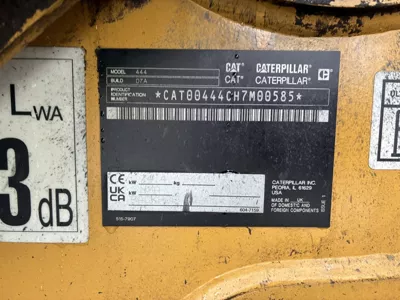 MODEL 444
BUILD 07A
CAT® CATERPILLAR®
CAT® CATERPILLAR®
PRODUCT
IDENTIFICATION
NUMBER
*CAT00444CH7M00585*
LWA
3 dB
CE
UK
CA
kW
kg
kW
CATERPILLAR INC.
PEORIA, IL 61629
USA
MADE IN UK
OF DOMESTIC AND
FOREIGN COMPONENTS
ISSUE 1
516-7907
604-7159